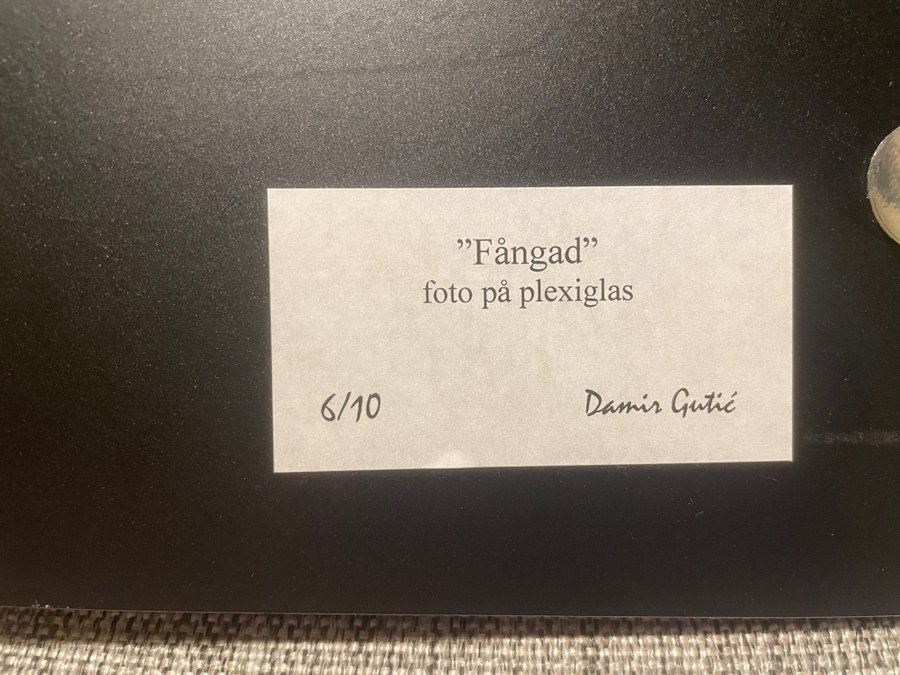 ”Fångad”
foto på plexiglas
6/10
Damir Gutić